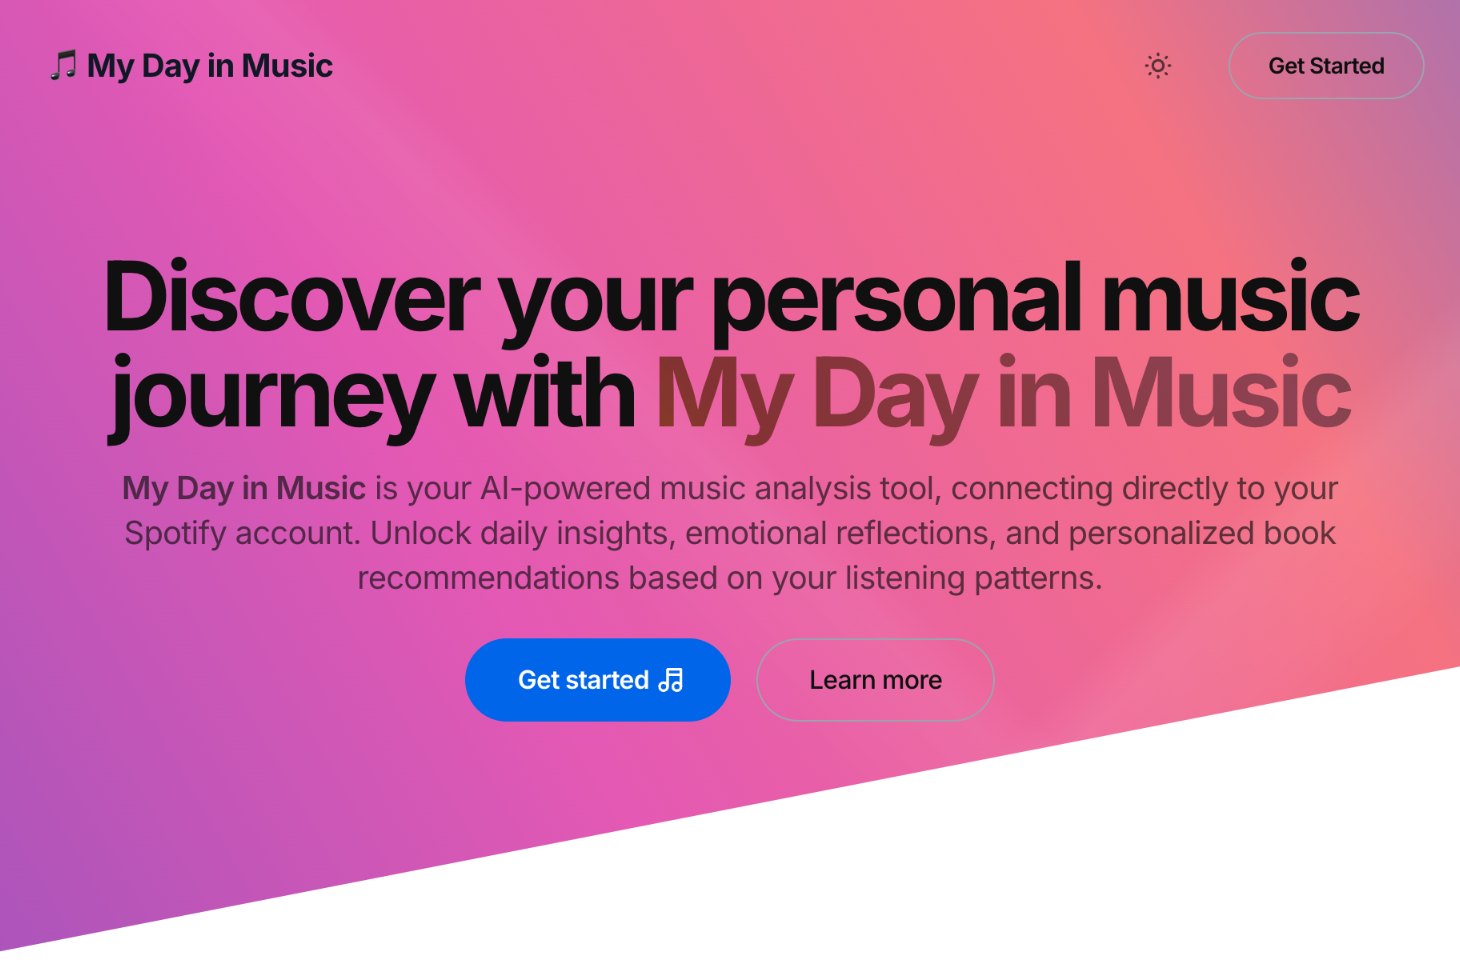 My Day in Music
Get Started
Discover your personal music
journey with My Day in Music
My Day in Music is your AI-powered music analysis tool, connecting directly to your
Spotify account. Unlock daily insights, emotional reflections, and personalized book
recommendations based on your listening patterns.
Get started
Learn more